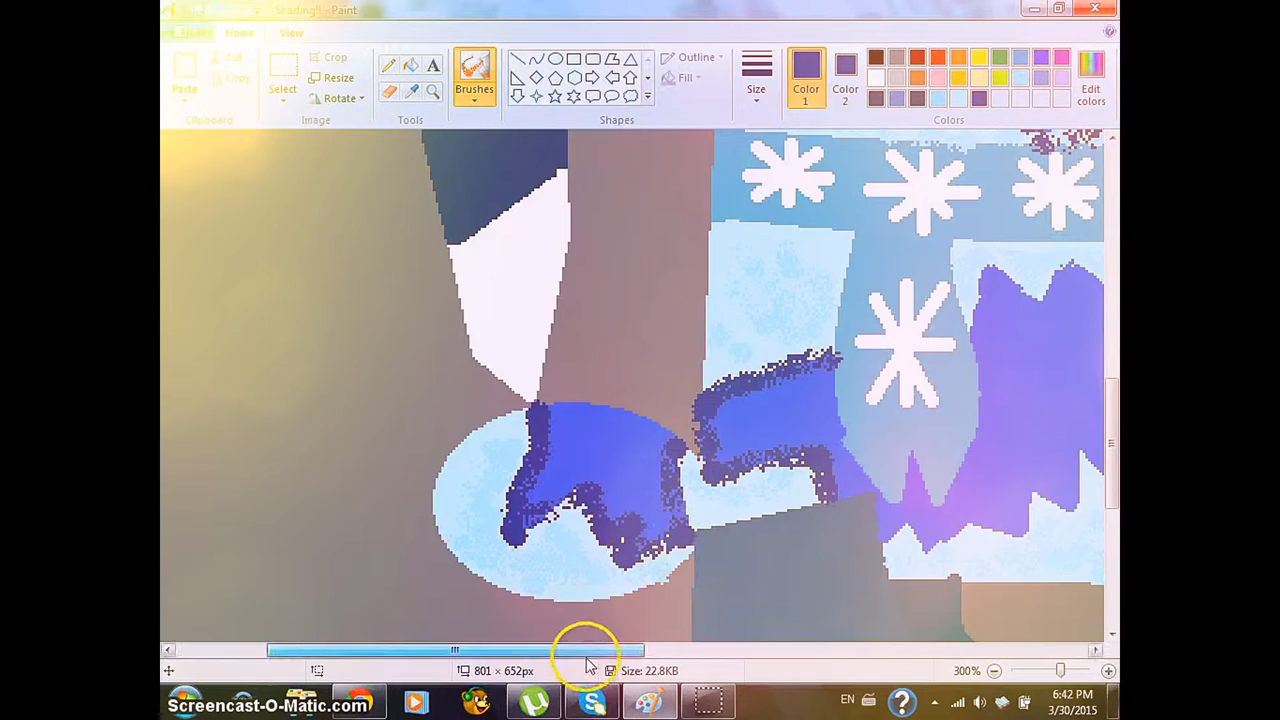 Shading!! - Paint
Home View
Paste
Cut
Copy
Clipboard
Select
Crop
Resize
Rotate
Image
Tools
Brushes
Shapes
Outline
Fill
Size
Color 1
Color 2
Edit colors
Colors
801 × 652px
Size: 22.8KB
300%
Screencast-O-Matic.com
EN
6:42 PM
3/30/2015